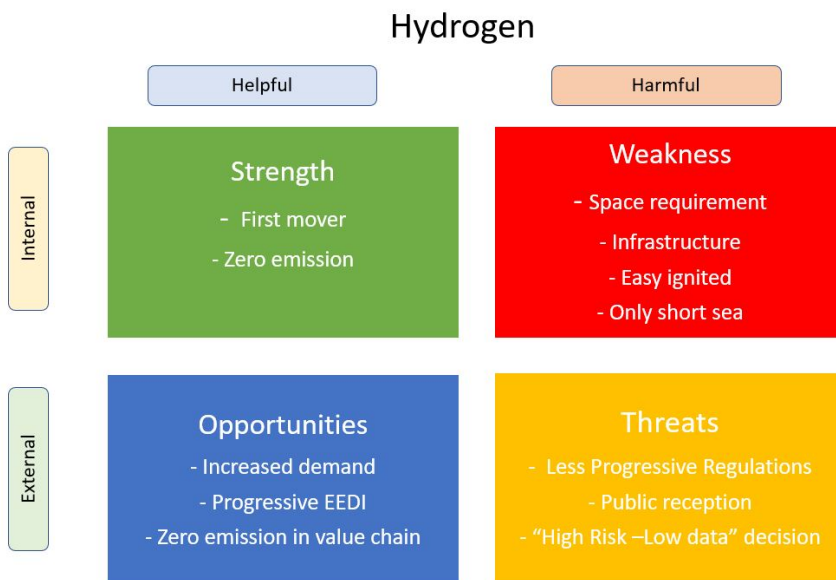 Hydrogen
Helpful
Harmful
Internal
Strength
- First mover
- Zero emission
Weakness
- Space requirement
- Infrastructure
- Easy ignited
- Only short sea
External
Opportunities
- Increased demand
- Progressive EEDI
- Zero emission in value chain
Threats
- Less Progressive Regulations
- Public reception
- “High Risk –Low data” decision